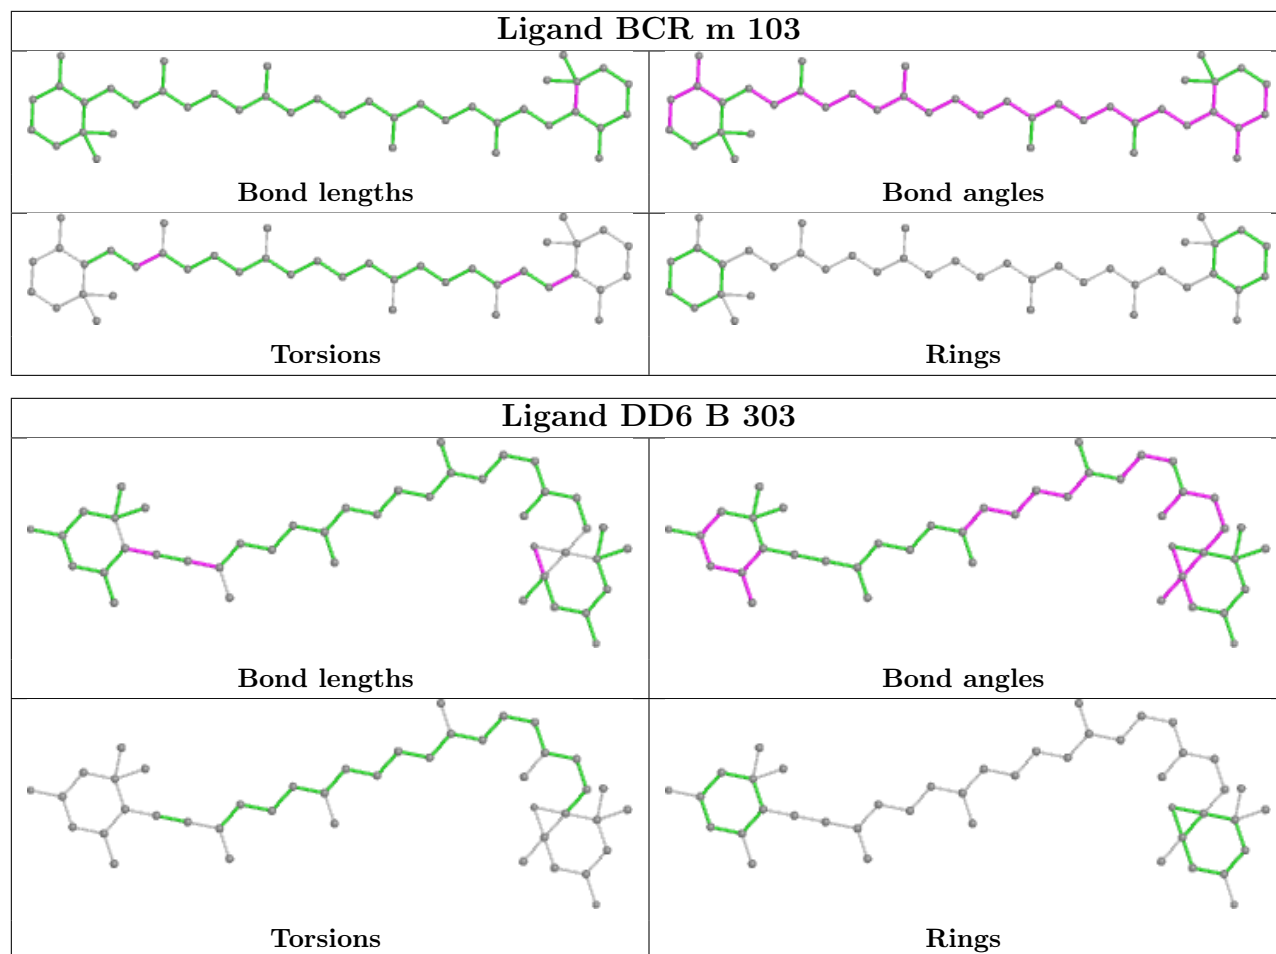 Ligand BCR m 103
Bond lengths
Bond angles
Torsions
Rings
Ligand DD6 B 303
Bond lengths
Bond angles
Torsions
Rings